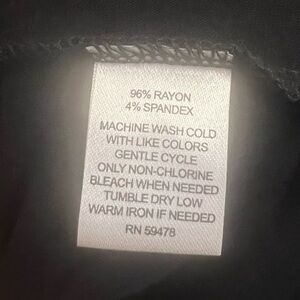 96% RAYON
4% SPANDEX
MACHINE WASH COLD
WITH LIKE COLORS
GENTLE CYCLE
ONLY NON-CHLORINE
BLEACH WHEN NEEDED
TUMBLE DRY LOW
WARM IRON IF NEEDED
RN 59478